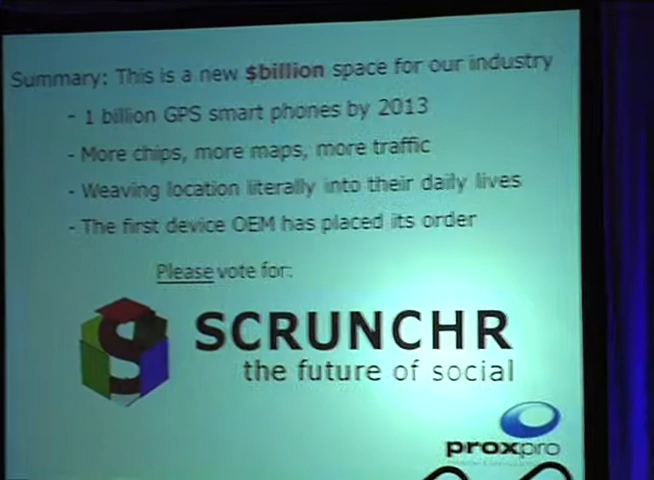 Summary: This is a new $billion space for our industry
- 1 billion GPS smart phones by 2013
- More chips, more maps, more traffic
- Weaving location literally into their daily lives
- The first device OEM has placed its order
Please vote for:
S
SCRUNCHR
the future of social
proxpro